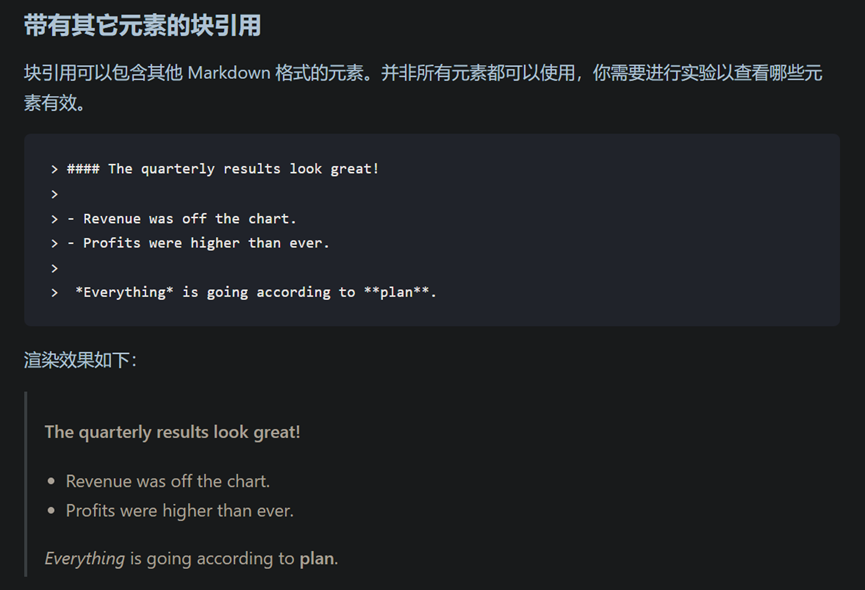 带有其它元素的块引用
块引用可以包含其他 Markdown 格式的元素。并非所有元素都可以使用，你需要进行实验以查看哪些元
素有效。
> #### The quarterly results look great!
>
> - Revenue was off the chart.
> - Profits were higher than ever.
>
>  *Everything* is going according to **plan**.
渲染效果如下：
The quarterly results look great!
• Revenue was off the chart.
• Profits were higher than ever.
Everything is going according to plan.